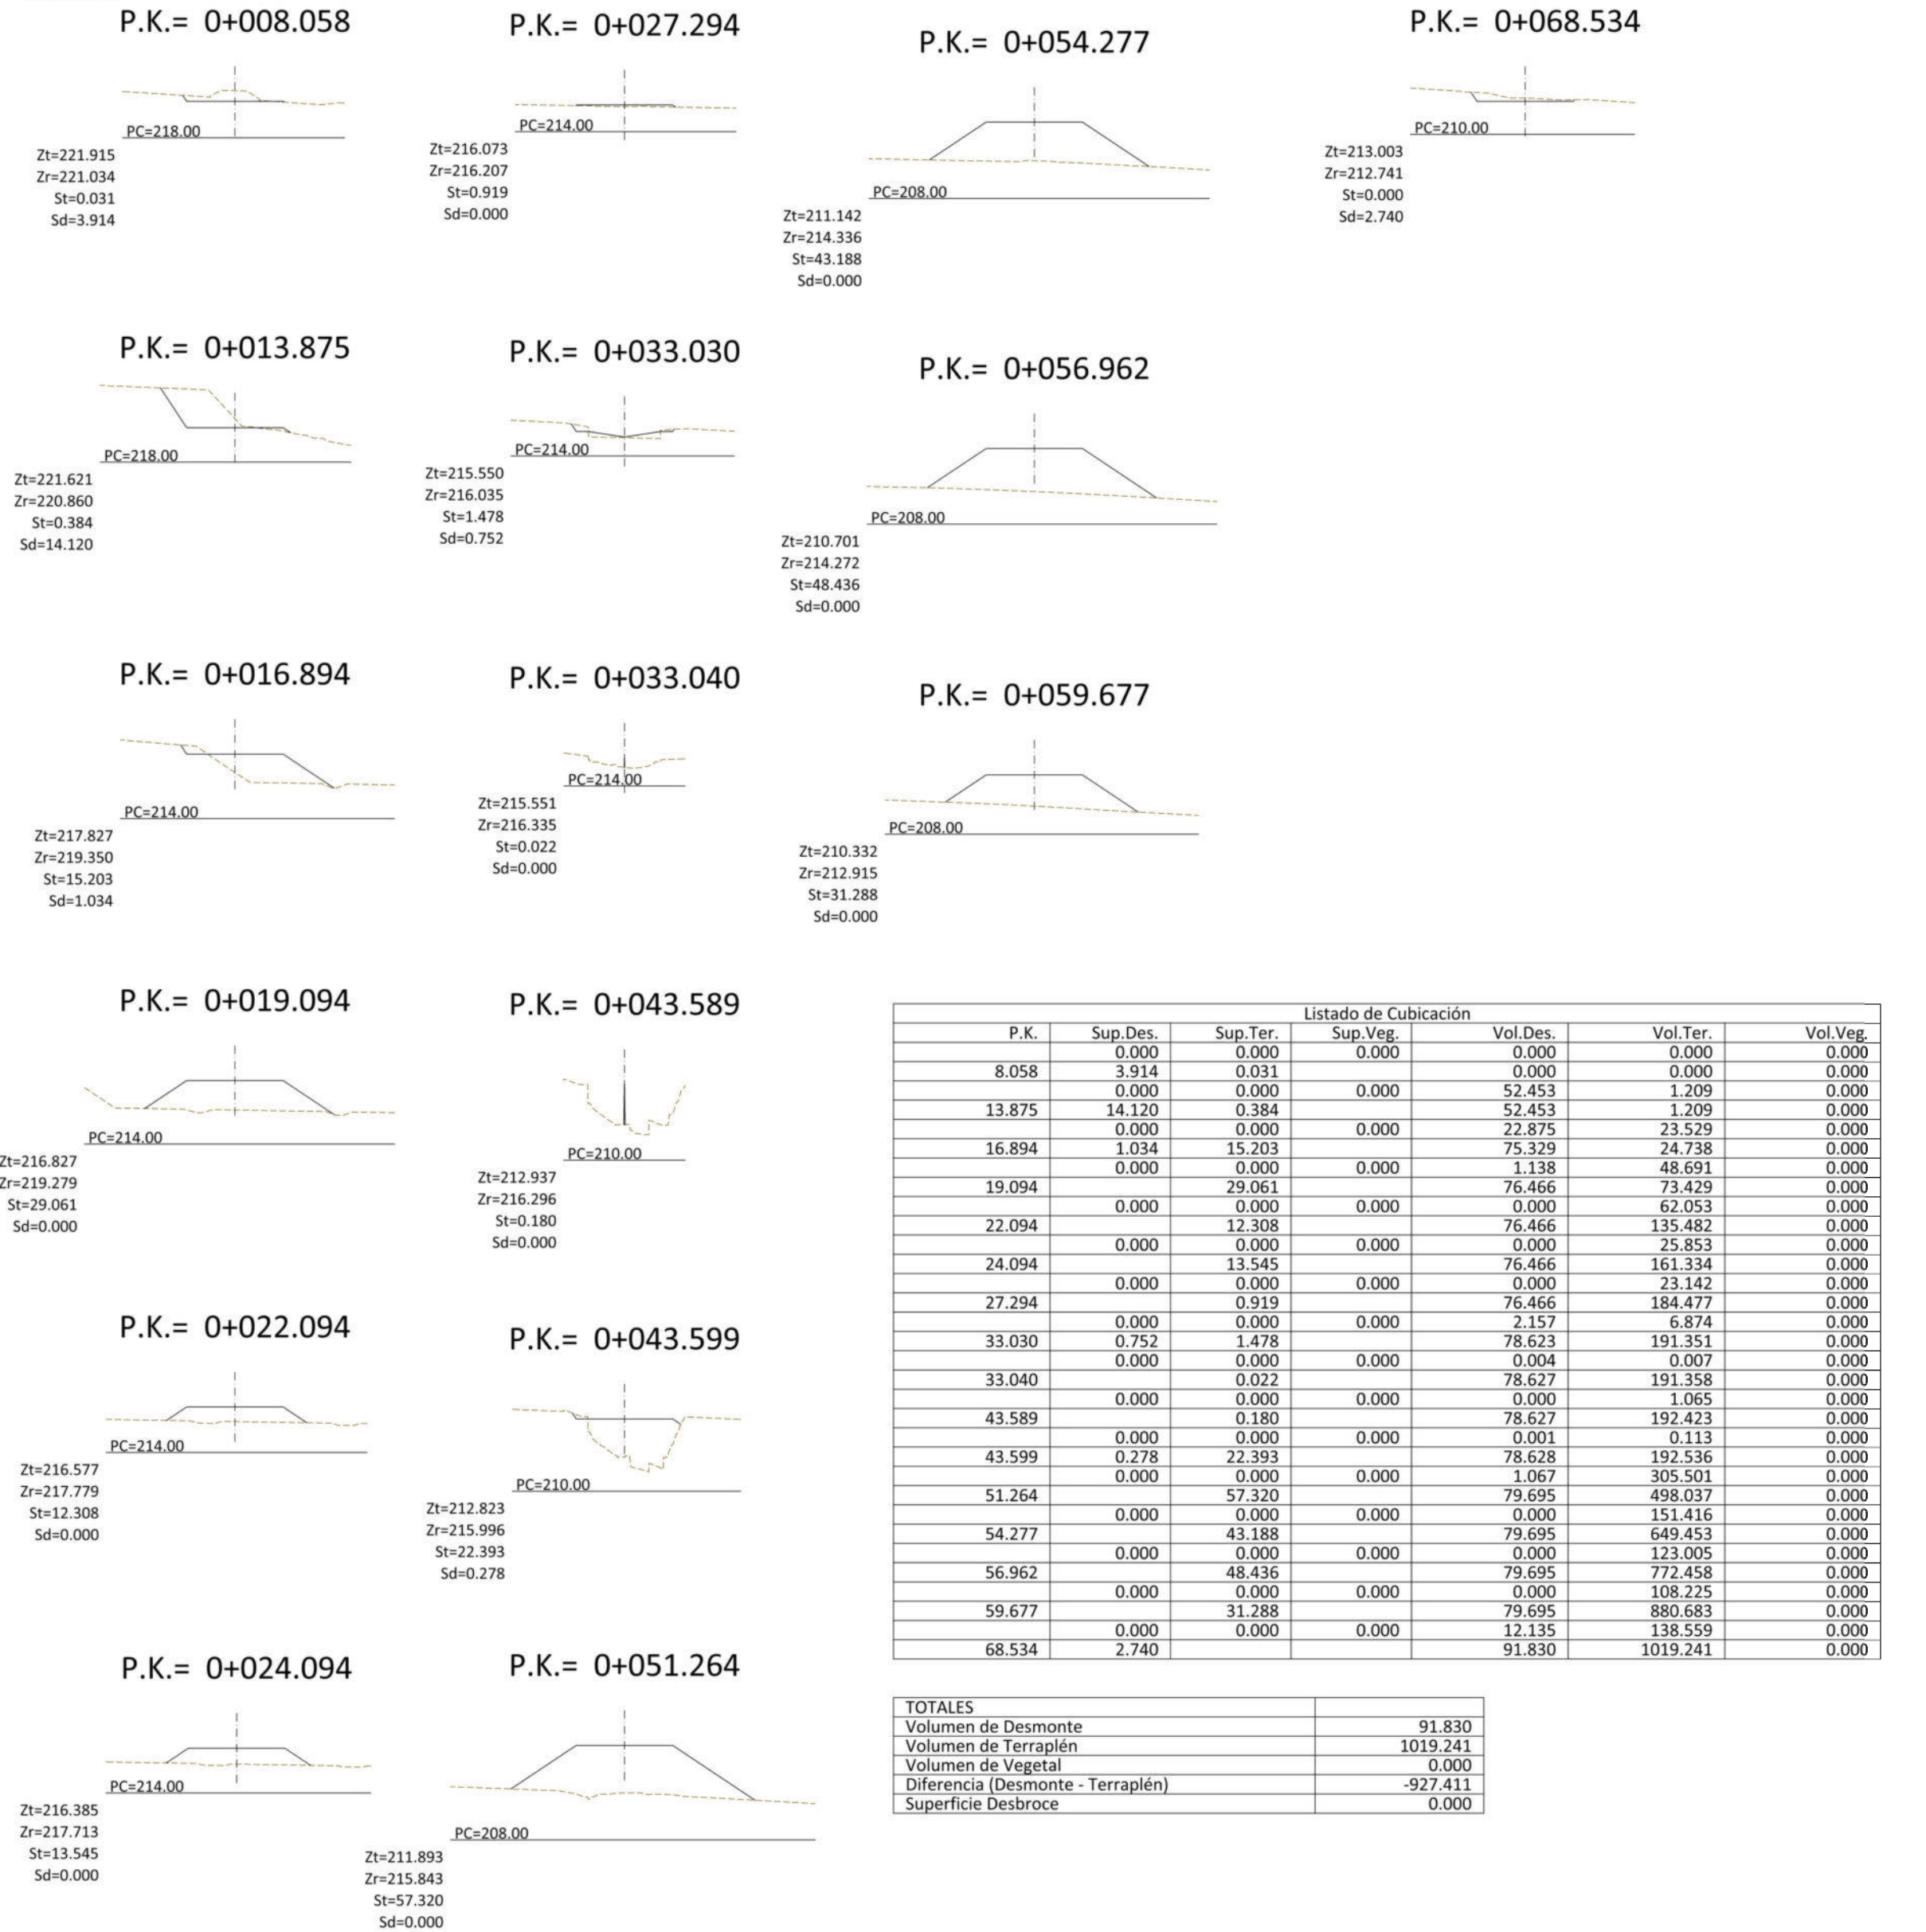 P.K.= 0+008.058
PC=218.00
Zt=221.915
Zr=221.034
St=0.031
Sd=3.914
P.K.= 0+013.875
PC=218.00
Zt=221.621
Zr=220.860
St=0.384
Sd=14.120
P.K.= 0+016.894
PC=214.00
Zt=217.827
Zr=219.350
St=15.203
Sd=1.034
P.K.= 0+019.094
PC=214.00
Zt=216.827
Zr=219.279
St=29.061
Sd=0.000
P.K.= 0+022.094
PC=214.00
Zt=216.577
Zr=217.779
St=12.308
Sd=0.000
P.K.= 0+024.094
PC=214.00
Zt=216.385
Zr=217.713
St=13.545
Sd=0.000
P.K.= 0+027.294
PC=214.00
Zt=216.073
Zr=216.207
St=0.919
Sd=0.000
P.K.= 0+033.030
PC=214.00
Zt=215.550
Zr=216.035
St=1.478
Sd=0.752
P.K.= 0+033.040
PC=214.00
Zt=215.551
Zr=216.335
St=0.022
Sd=0.000
P.K.= 0+043.589
PC=210.00
Zt=212.937
Zr=216.296
St=0.180
Sd=0.000
P.K.= 0+043.599
PC=210.00
Zt=212.823
Zr=215.996
St=22.393
Sd=0.278
P.K.= 0+051.264
PC=208.00
Zt=211.893
Zr=215.843
St=57.320
Sd=0.000
P.K.= 0+054.277
PC=208.00
Zt=211.142
Zr=214.336
St=43.188
Sd=0.000
P.K.= 0+056.962
PC=208.00
Zt=210.701
Zr=214.272
St=48.436
Sd=0.000
P.K.= 0+059.677
PC=208.00
Zt=210.332
Zr=212.915
St=31.288
Sd=0.000
P.K.= 0+068.534
PC=210.00
Zt=213.003
Zr=212.741
St=0.000
Sd=2.740
Listado de Cubicación
P.K. Sup.Des. Sup.Ter. Sup.Veg. Vol.Des. Vol.Ter. Vol.Veg.
0.000 0.000 0.000 0.000 0.000 0.000
8.058 3.914 0.031 0.000 0.000 0.000
0.000 0.000 0.000 52.453 1.209 0.000
13.875 14.120 0.384 52.453 1.209 0.000
0.000 0.000 0.000 22.875 23.529 0.000
16.894 1.034 15.203 75.329 24.738 0.000
0.000 0.000 0.000 1.138 48.691 0.000
19.094 29.061 76.466 73.429 0.000
0.000 0.000 0.000 0.000 62.053 0.000
22.094 12.308 76.466 135.482 0.000
0.000 0.000 0.000 0.000 25.853 0.000
24.094 13.545 76.466 161.334 0.000
0.000 0.000 0.000 0.000 23.142 0.000
27.294 0.919 76.466 184.477 0.000
0.000 0.000 0.000 2.157 6.874 0.000
33.030 0.752 1.478 78.623 191.351 0.000
0.000 0.000 0.000 0.004 0.007 0.000
33.040 0.022 78.627 191.358 0.000
0.000 0.000 0.000 0.000 1.065 0.000
43.589 0.180 78.627 192.423 0.000
0.000 0.000 0.000 0.001 0.113 0.000
43.599 0.278 22.393 78.628 192.536 0.000
0.000 0.000 0.000 1.067 305.501 0.000
51.264 57.320 79.695 498.037 0.000
0.000 0.000 0.000 0.000 151.416 0.000
54.277 43.188 79.695 649.453 0.000
0.000 0.000 0.000 0.000 123.005 0.000
56.962 48.436 79.695 772.458 0.000
0.000 0.000 0.000 0.000 108.225 0.000
59.677 31.288 79.695 880.683 0.000
0.000 0.000 0.000 12.135 138.559 0.000
68.534 2.740 91.830 1019.241 0.000
TOTALES
Volumen de Desmonte 91.830
Volumen de Terraplén 1019.241
Volumen de Vegetal 0.000
Diferencia (Desmonte - Terraplén) -927.411
Superficie Desbroce 0.000